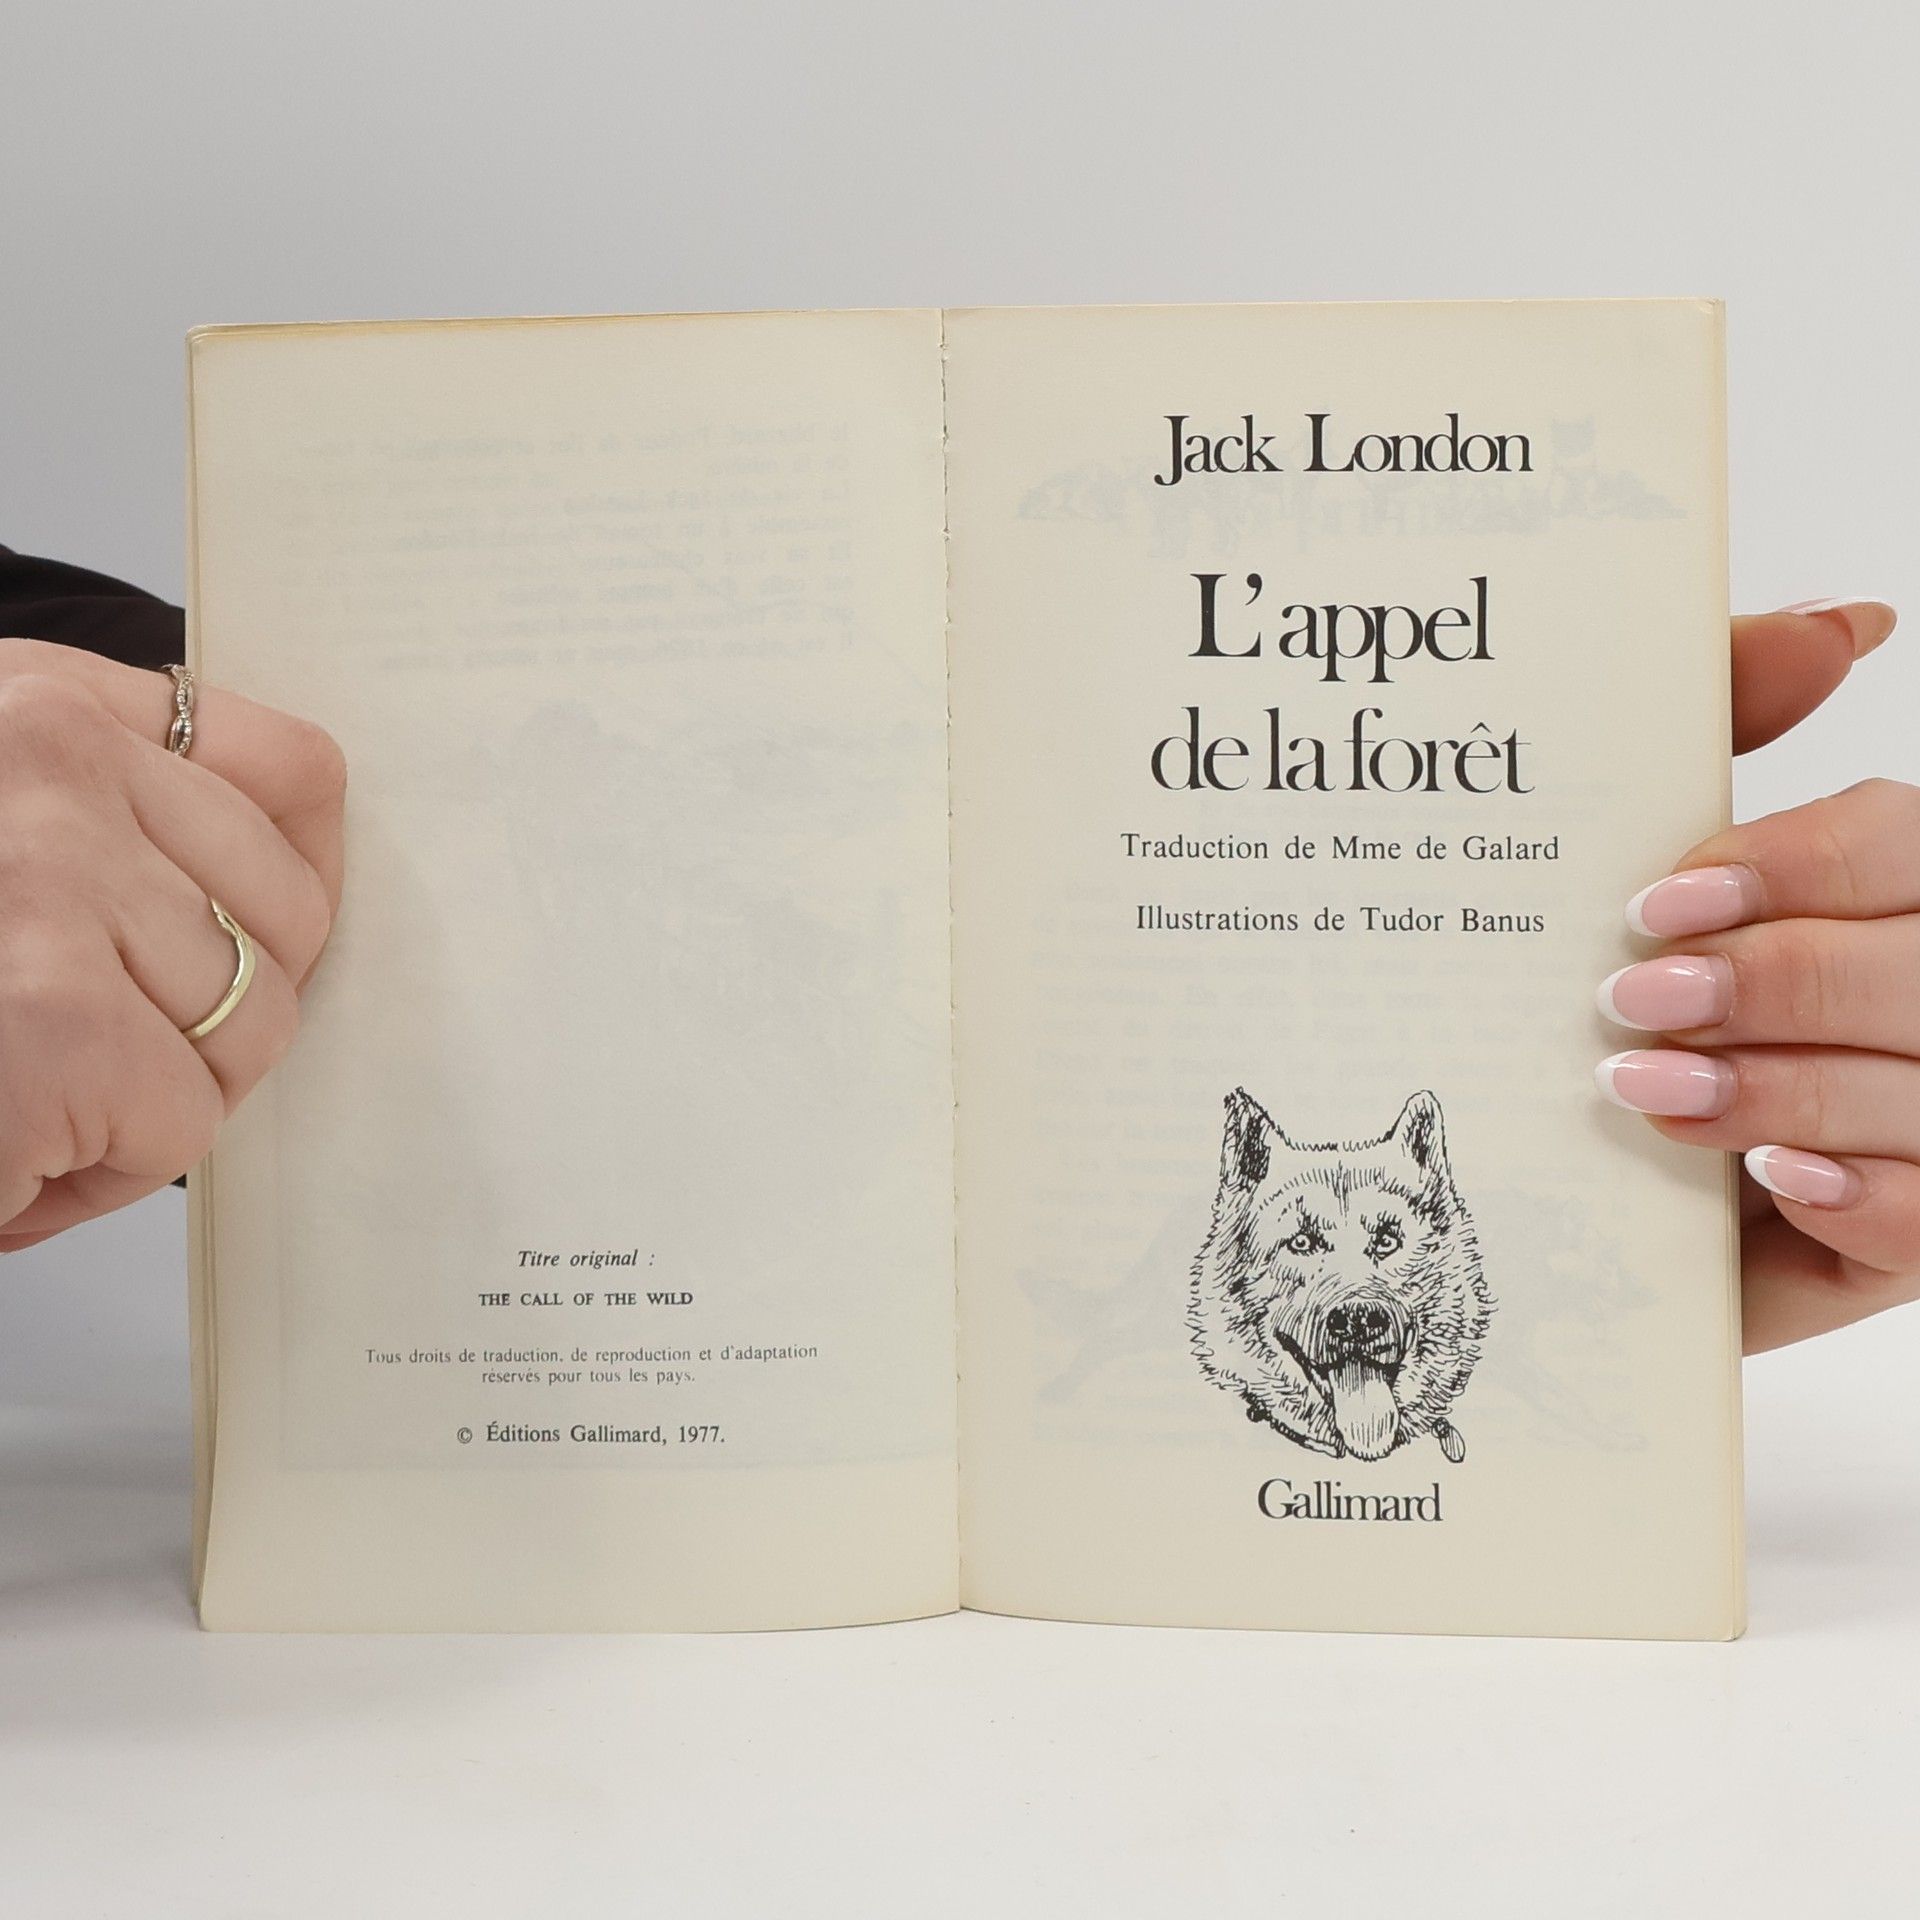 Titre original :
THE CALL OF THE WILD
Tous droits de traduction, de reproduction et d'adaptation
réservés pour tous les pays.
© Éditions Gallimard, 1977.
Jack London
L'appel
de la forêt
Traduction de Mme de Galard
Illustrations de Tudor Banus
Gallimard